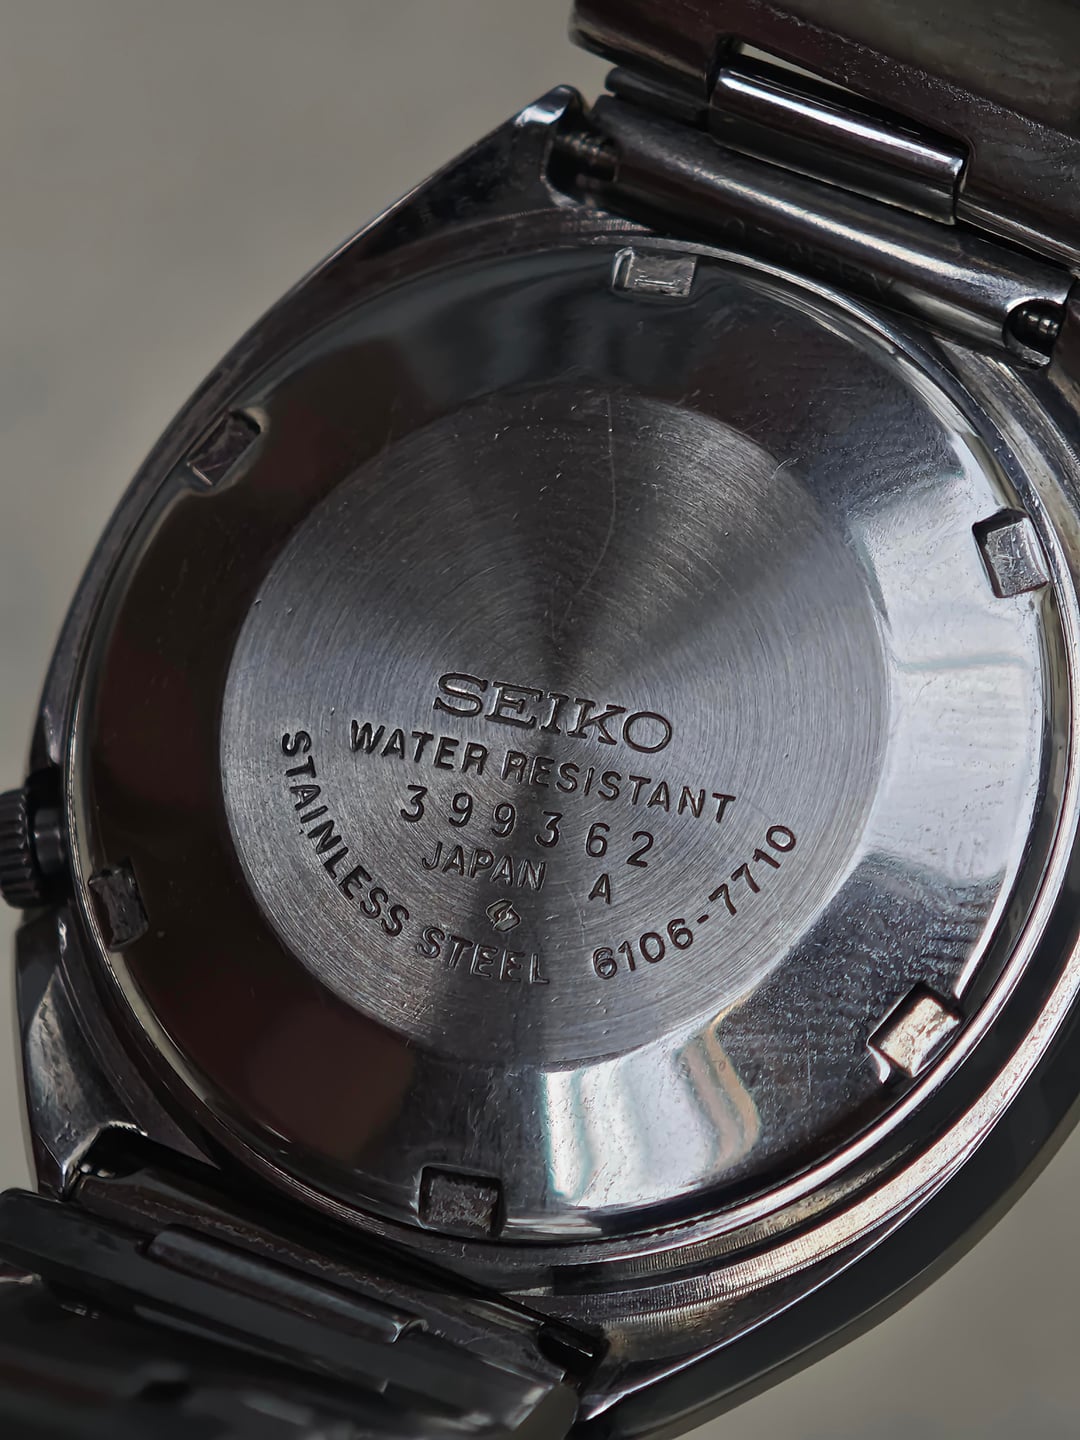 SEIKO
WATER RESISTANT
399362
JAPAN A
STAINLESS STEEL 6106-7710